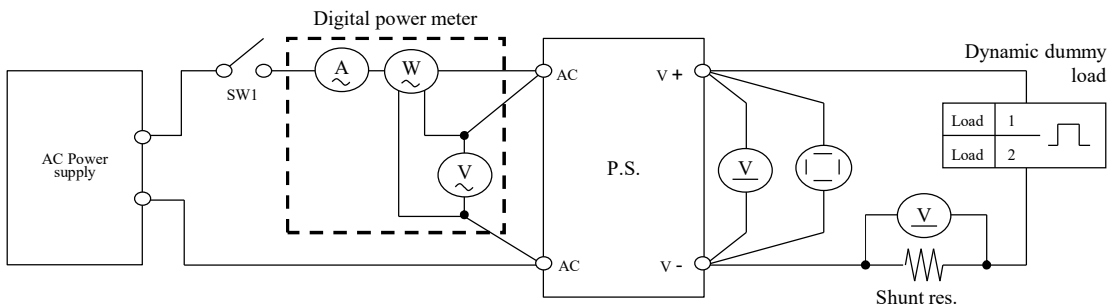 Digital power meter
A
W
SW1
V
AC Power
supply
AC
AC
P.S.
V +
V -
V
Dynamic dummy
load
Load 1
Load 2
V
Shunt res.